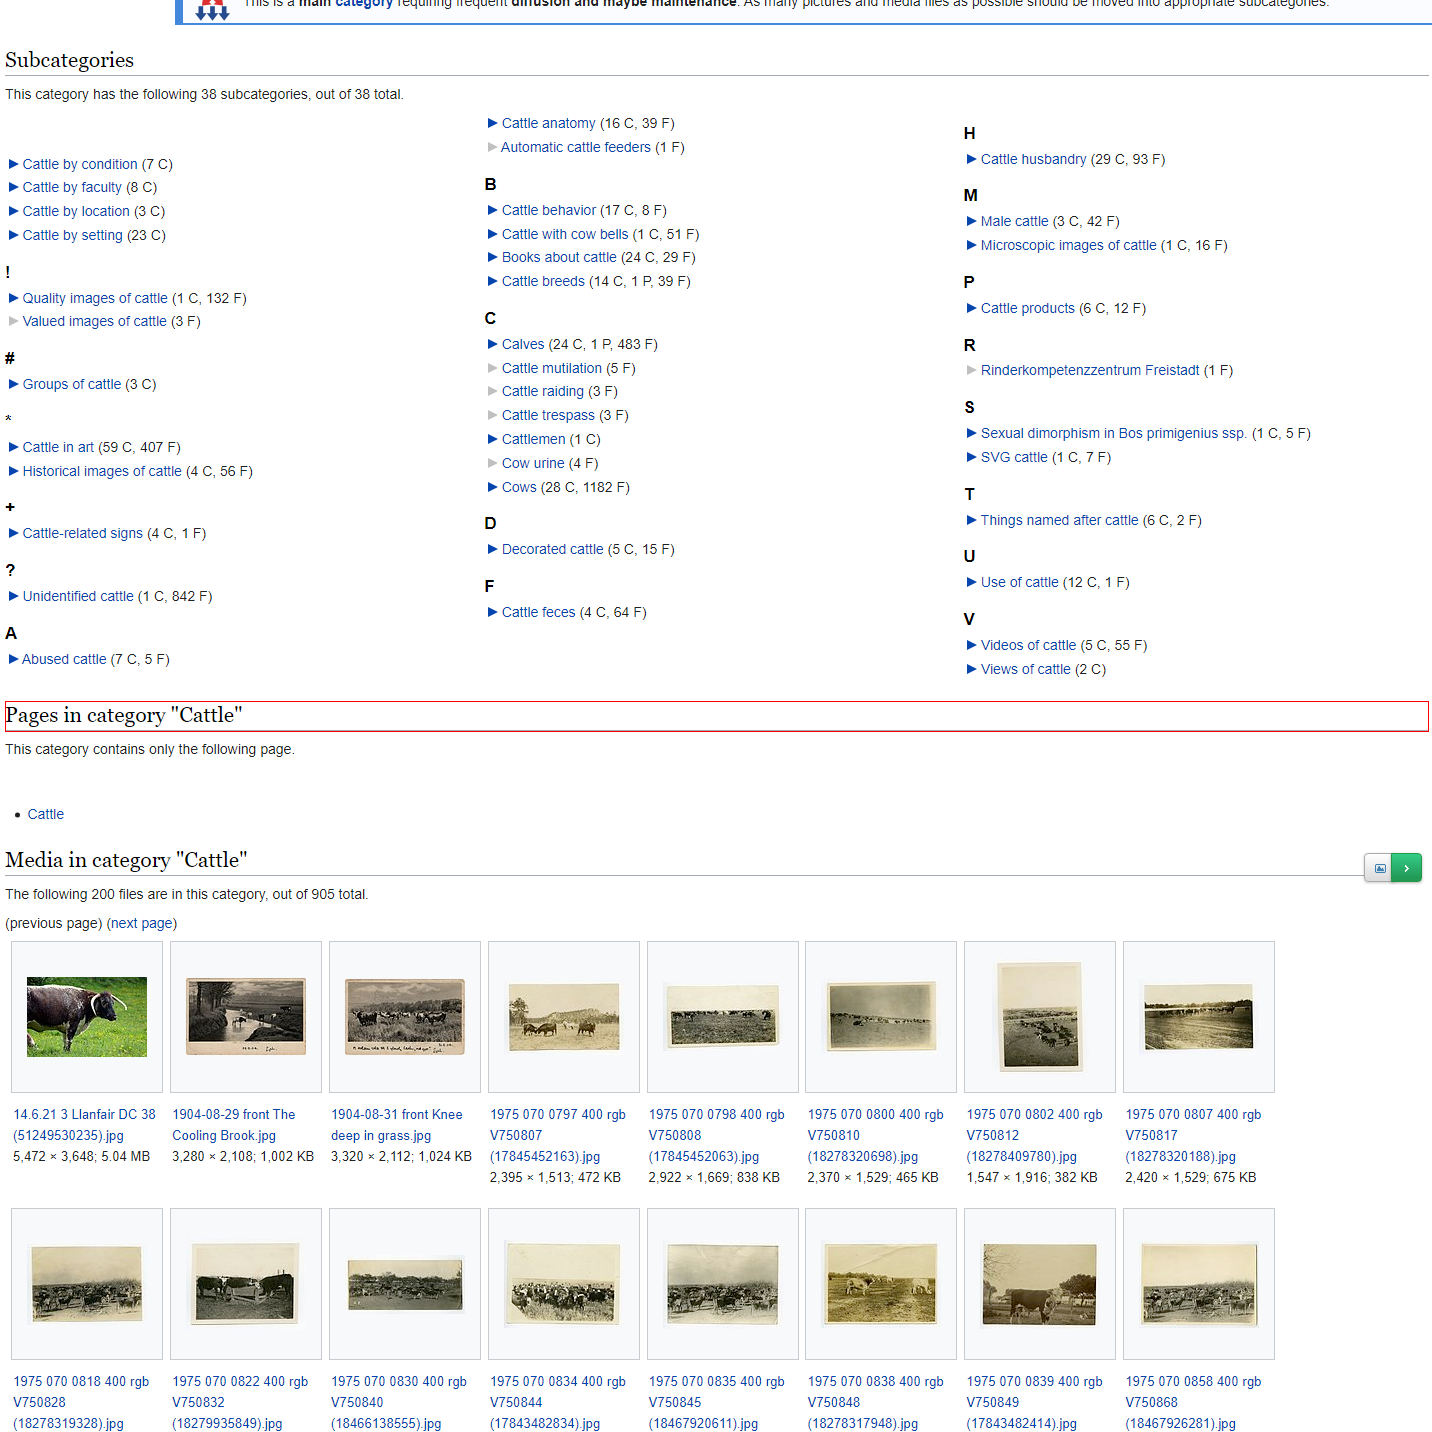 This is a main category requiring frequent diffusion and maybe maintenance. As many pictures and media files as possible should be moved into appropriate subcategories.
Subcategories
This category has the following 38 subcategories, out of 38 total.
Cattle by condition (7 C)
Cattle by faculty (8 C)
Cattle by location (3 C)
Cattle by setting (23 C)
!
Quality images of cattle (1 C, 132 F)
Valued images of cattle (3 F)
#
Groups of cattle (3 C)
*
Cattle in art (59 C, 407 F)
Historical images of cattle (4 C, 56 F)
+
Cattle-related signs (4 C, 1 F)
?
Unidentified cattle (1 C, 842 F)
A
Abused cattle (7 C, 5 F)
Cattle anatomy (16 C, 39 F)
Automatic cattle feeders (1 F)
B
Cattle behavior (17 C, 8 F)
Cattle with cow bells (1 C, 51 F)
Books about cattle (24 C, 29 F)
Cattle breeds (14 C, 1 P, 39 F)
C
Calves (24 C, 1 P, 483 F)
Cattle mutilation (5 F)
Cattle raiding (3 F)
Cattle trespass (3 F)
Cattlemen (1 C)
Cow urine (4 F)
Cows (28 C, 1182 F)
D
Decorated cattle (5 C, 15 F)
F
Cattle feces (4 C, 64 F)
H
Cattle husbandry (29 C, 93 F)
M
Male cattle (3 C, 42 F)
Microscopic images of cattle (1 C, 16 F)
P
Cattle products (6 C, 12 F)
R
Rinderkompetenzzentrum Freistadt (1 F)
S
Sexual dimorphism in Bos primigenius ssp. (1 C, 5 F)
SVG cattle (1 C, 7 F)
T
Things named after cattle (6 C, 2 F)
U
Use of cattle (12 C, 1 F)
V
Videos of cattle (5 C, 55 F)
Views of cattle (2 C)
Pages in category "Cattle"
This category contains only the following page.
Cattle
Media in category "Cattle"
The following 200 files are in this category, out of 905 total.
(previous page) (next page)
14.6.21 3 Llanfair DC 38
(51249530235).jpg
5,472 × 3,648; 5.04 MB
1904-08-29 front The
Cooling Brook.jpg
3,280 × 2,108; 1,002 KB
1904-08-31 front Knee
deep in grass.jpg
3,320 × 2,112; 1,024 KB
1975 070 0797 400 rgb
V750807
(17845452163).jpg
2,395 × 1,513; 472 KB
1975 070 0798 400 rgb
V750808
(17845452063).jpg
2,922 × 1,669; 838 KB
1975 070 0800 400 rgb
V750810
(18278320698).jpg
2,370 × 1,529; 465 KB
1975 070 0802 400 rgb
V750812
(18278409780).jpg
1,547 × 1,916; 382 KB
1975 070 0807 400 rgb
V750817
(18278320188).jpg
2,420 × 1,529; 675 KB
1975 070 0818 400 rgb
V750828
(18278319328).jpg
1975 070 0822 400 rgb
V750832
(18279935849).jpg
1975 070 0830 400 rgb
V750840
(18466138555).jpg
1975 070 0834 400 rgb
V750844
(17843482834).jpg
1975 070 0835 400 rgb
V750845
(18467920611).jpg
1975 070 0838 400 rgb
V750848
(18278317948).jpg
1975 070 0839 400 rgb
V750849
(17843482414).jpg
1975 070 0858 400 rgb
V750868
(18467926281).jpg